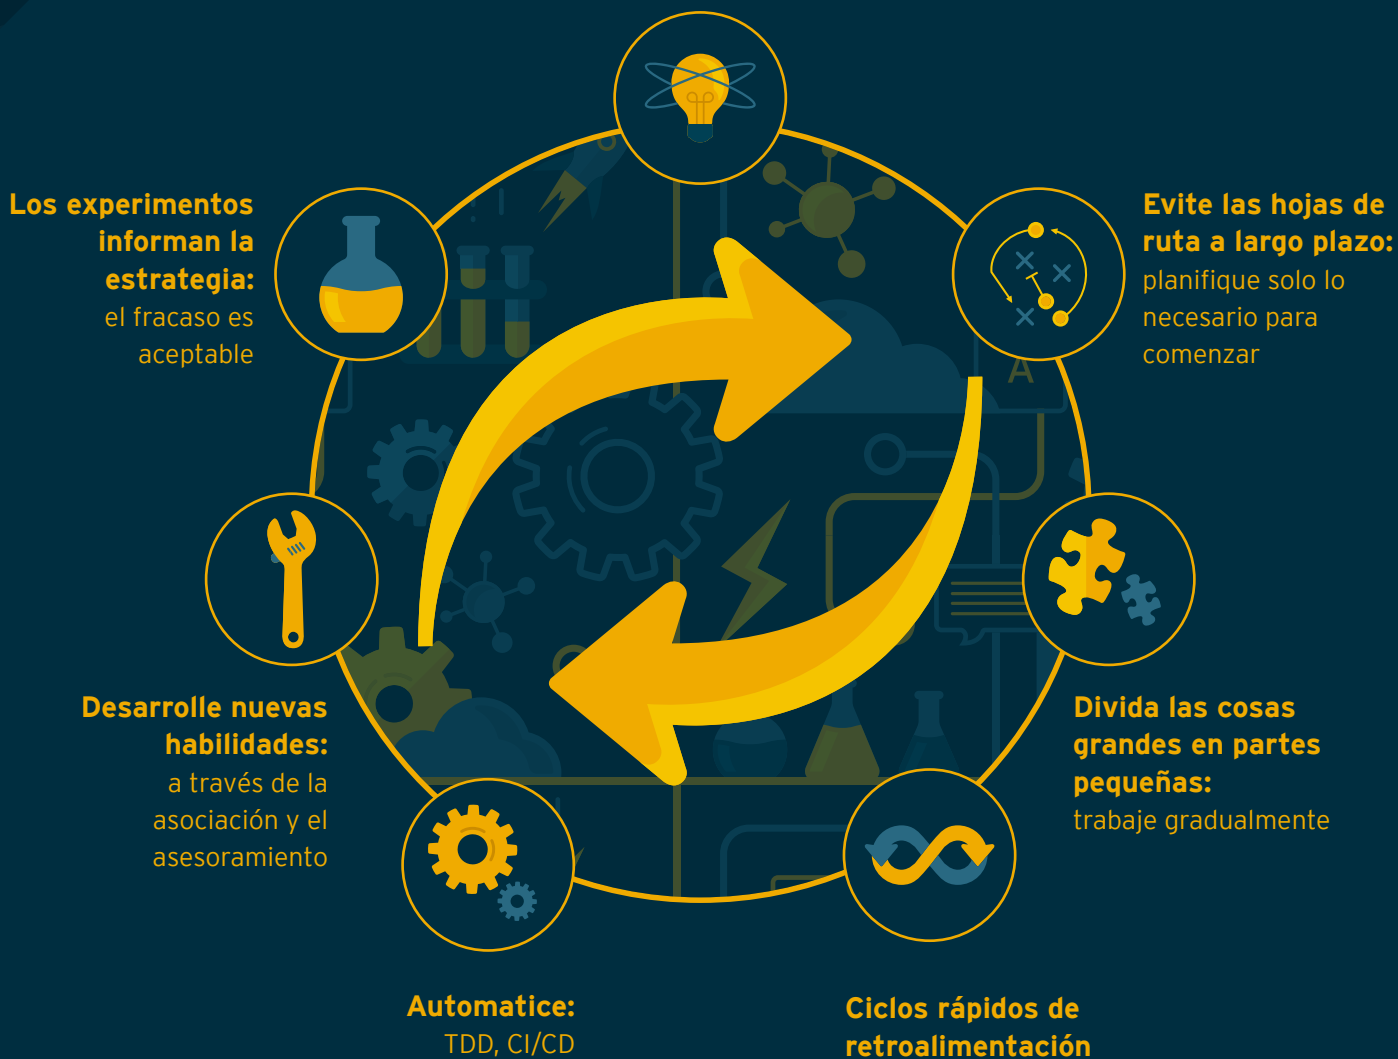 Los experimentos
informan la
estrategia:
el fracaso es
aceptable
Evite las hojas de
ruta a largo plazo:
planifique solo lo
necesario para
comenzar
A
Desarrolle nuevas
habilidades:
a través de la
asociación y el
asesoramiento
Divida las cosas
grandes en partes
pequeñas:
trabaje gradualmente
Automatice:
TDD, CI/CD
Ciclos rápidos de
retroalimentación